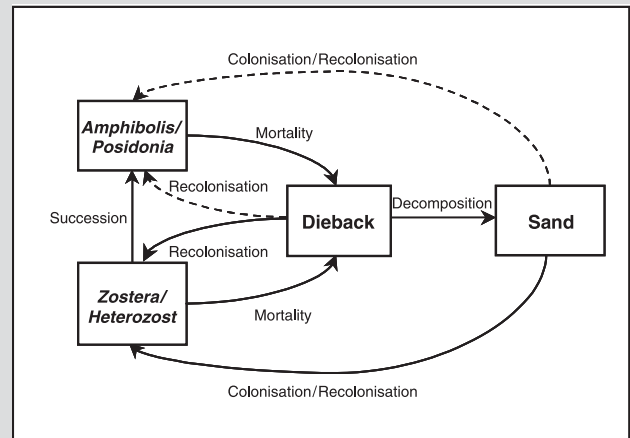 Colonisation/Recolonisation
Amphibolis/
Posidonia
Mortality
Recolonisation
Succession
Dieback
Decomposition
Sand
Recolonisation
Zostera/
Heterozost
Mortality
Colonisation/Recolonisation